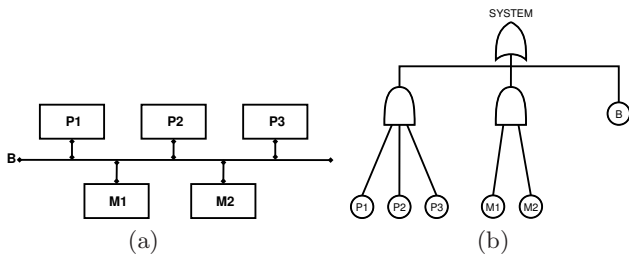 SYSTEM
P1 P2 P3
B
M1 M2
B
P1 P2 P3 M1 M2
(a) (b)